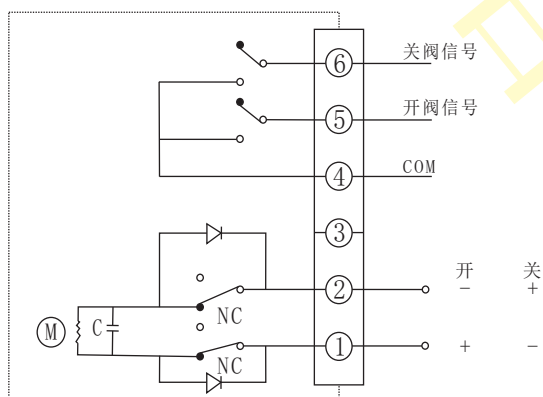 ⑥ 关阀信号
⑤ 开阀信号
④ COM
③
开 关
② - +
NC
M C
① + -
NC